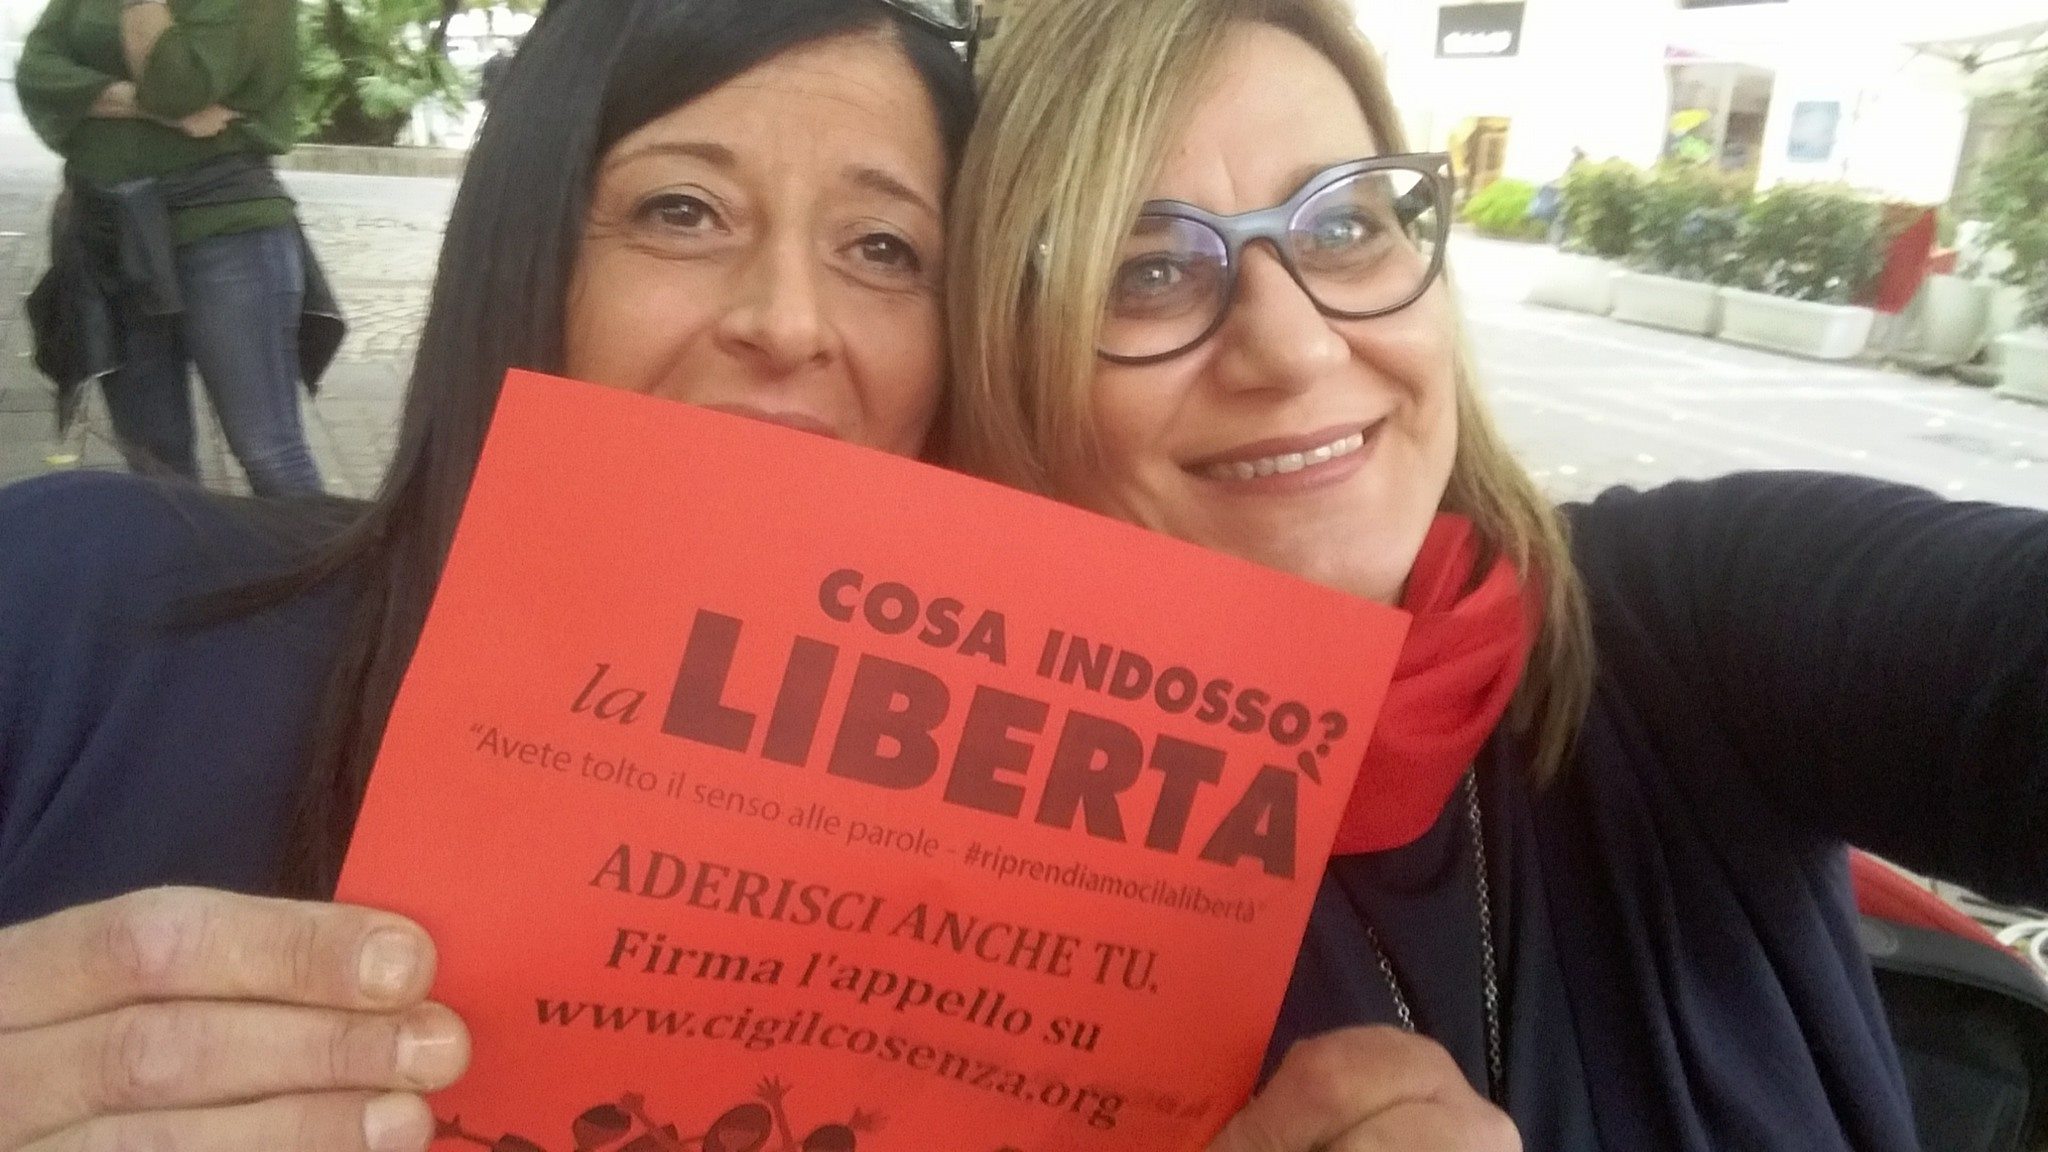 COSA INDOSSO?
la LIBERTÀ
"Avete tolto il senso alle parole - #riprendiamocilalibertà"
ADERISCI ANCHE TU.
Firma l'appello su
www.cigilcosenza.org